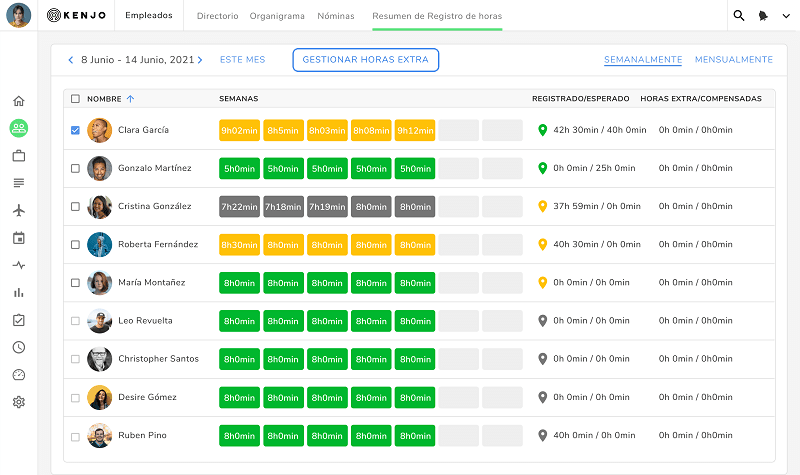 KENJO
Empleados
Directorio Organigrama Nóminas Resumen de Registro de horas
8 Junio - 14 Junio, 2021 ESTE MES GESTIONAR HORAS EXTRA SEMANALMENTE MENSUALMENTE
NOMBRE SEMANAS REGISTRADO/ESPERADO HORAS EXTRA/COMPENSADAS
Clara García 9h02min 8h5min 8h03min 8h08min 9h12min 42h 30min / 40h 0min 0h 0min / 0h0min
Gonzalo Martínez 5h0min 5h0min 5h0min 5h0min 5h0min 0h 0min / 25h 0min 0h 0min / 0h0min
Cristina González 7h22min 7h18min 7h19min 8h0min 8h0min 37h 59min / 0h 0min 0h 0min / 0h0min
Roberta Fernández 8h30min 8h0min 8h0min 8h0min 8h0min 40h 30min / 0h 0min 0h 0min / 0h0min
María Montañez 8h0min 8h0min 8h0min 8h0min 8h0min 0h 0min / 0h 0min 0h 0min / 0h0min
Leo Revuelta 8h0min 8h0min 8h0min 8h0min 8h0min 0h 0min / 0h 0min 0h 0min / 0h0min
Christopher Santos 8h0min 8h0min 8h0min 8h0min 8h0min 0h 0min / 0h 0min 0h 0min / 0h0min
Desire Gómez 8h0min 8h0min 8h0min 8h0min 8h0min 0h 0min / 0h 0min 0h 0min / 0h0min
Ruben Pino 8h0min 8h0min 8h0min 8h0min 8h0min 40h 0min / 0h 0min 0h 0min / 0h0min